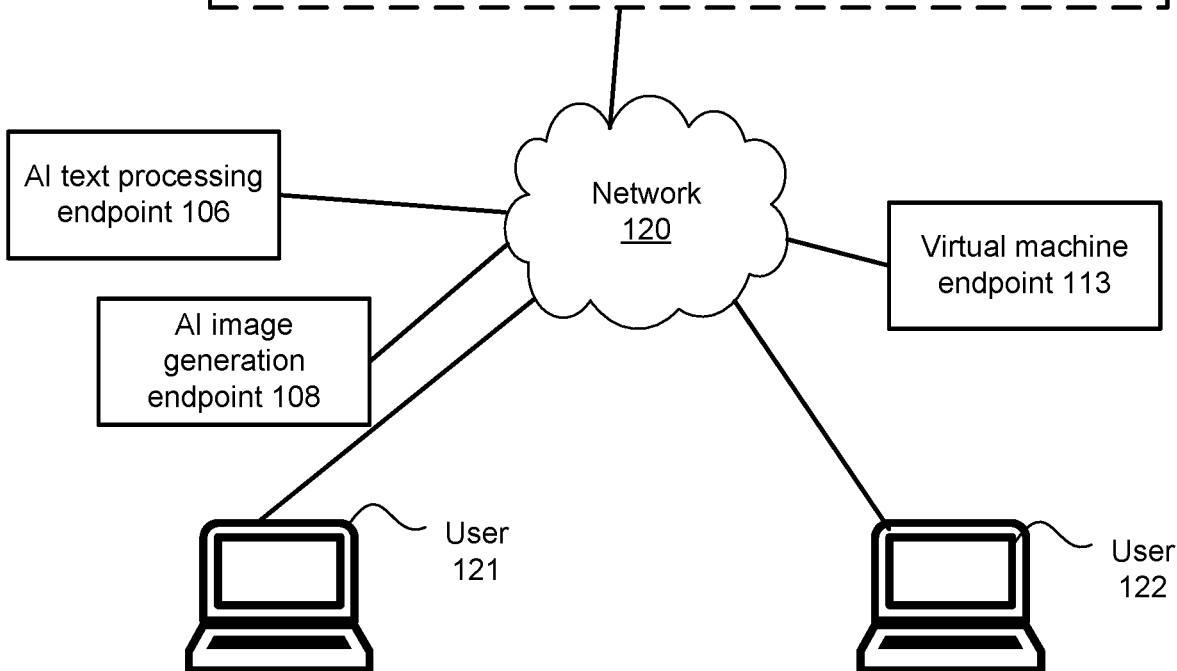 AI text processing
endpoint 106
Network
120
Virtual machine
endpoint 113
AI image
generation
endpoint 108
User
121
User
122